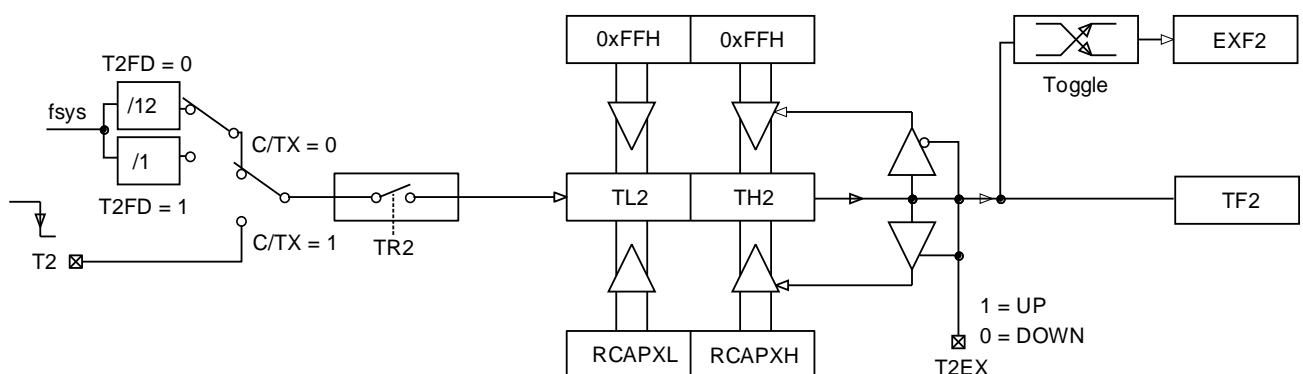 0xFFH
0xFFH
EXF2
T2FD = 0
Toggle
fsys
/12
C/TX = 0
/1
TL2
TH2
TF2
T2FD = 1
C/TX = 1
TR2
T2
1 = UP
0 = DOWN
RCAPXL
RCAPXH
T2EX